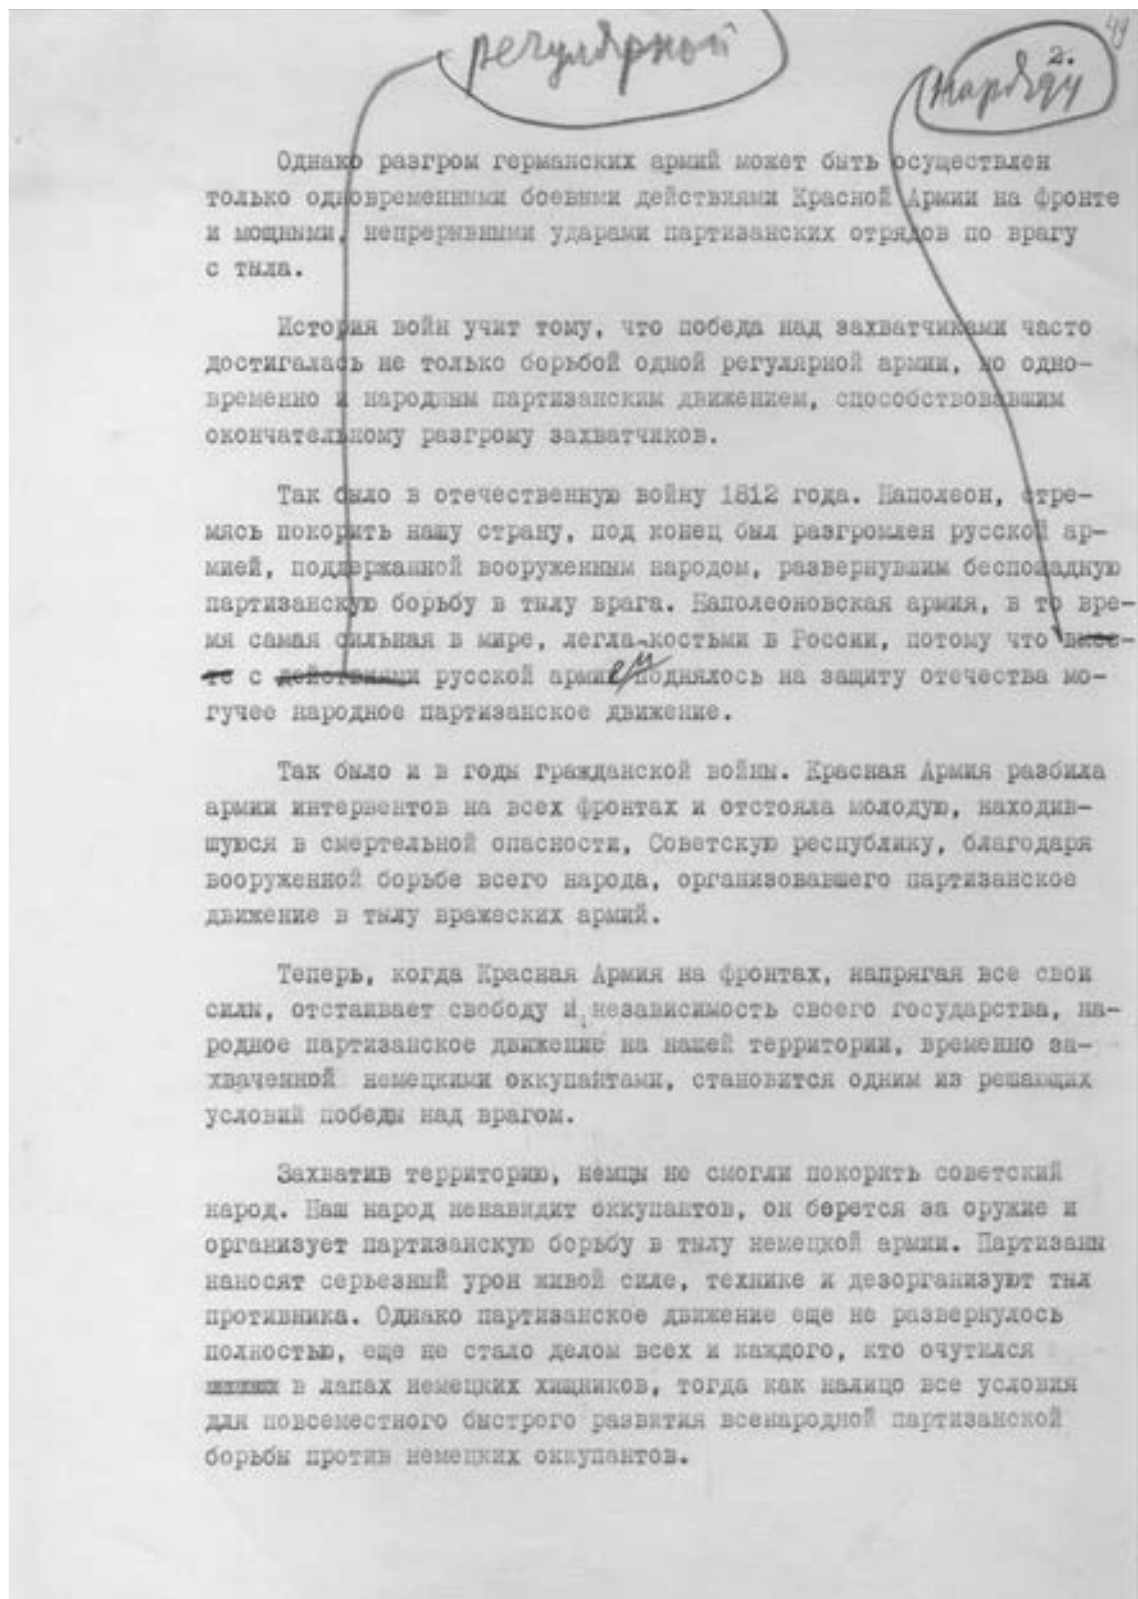 49
регулярной
2.
наряду
Однако разгром германских армий может быть осуществлен
только одновременными боевыми действиями Красной Армии на фронте
и мощными, непрерывными ударами партизанских отрядов по врагу
с тыла.
История войн учит тому, что победа над захватчиками часто
достигалась не только борьбой одной регулярной армии, но одно-
временно и народным партизанским движением, способствовавшим
окончательному разгрому захватчиков.
Так было в отечественную войну 1812 года. Наполеон, стре-
мясь покорить нашу страну, под конец был разгромлен русской ар-
мией, поддержанной вооруженным народом, развернувшим беспощадную
партизанскую борьбу в тылу врага. Наполеоновская армия, в то вре-
мя самая сильная в мире, легла костьми в России, потому что вмес-
те с действиями русской армией поднялось на защиту отечества мо-
гучее народное партизанское движение.
Так было и в годы гражданской войны. Красная Армия разбила
армии интервентов на всех фронтах и отстояла молодую, находив-
шуюся в смертельной опасности, Советскую республику, благодаря
вооруженной борьбе всего народа, организовавшего партизанское
движение в тылу вражеских армий.
Теперь, когда Красная Армия на фронтах, напрягая все свои
силы, отстаивает свободу и независимость своего государства, на-
родное партизанское движение на нашей территории, временно за-
хваченной немецкими оккупантами, становится одним из решающих
условий победы над врагом.
Захватив территорию, немцы не смогли покорить советский
народ. Наш народ ненавидит оккупантов, он берется за оружие и
организует партизанскую борьбу в тылу немецкой армии. Партизаны
наносят серьезный урон живой силе, технике и дезорганизуют тыл
противника. Однако партизанское движение еще не развернулось
полностью, еще не стало делом всех и каждого, кто очутился
в лапах немецких хищников, тогда как налицо все условия
для повсеместного быстрого развития всенародной партизанской
борьбы против немецких оккупантов.